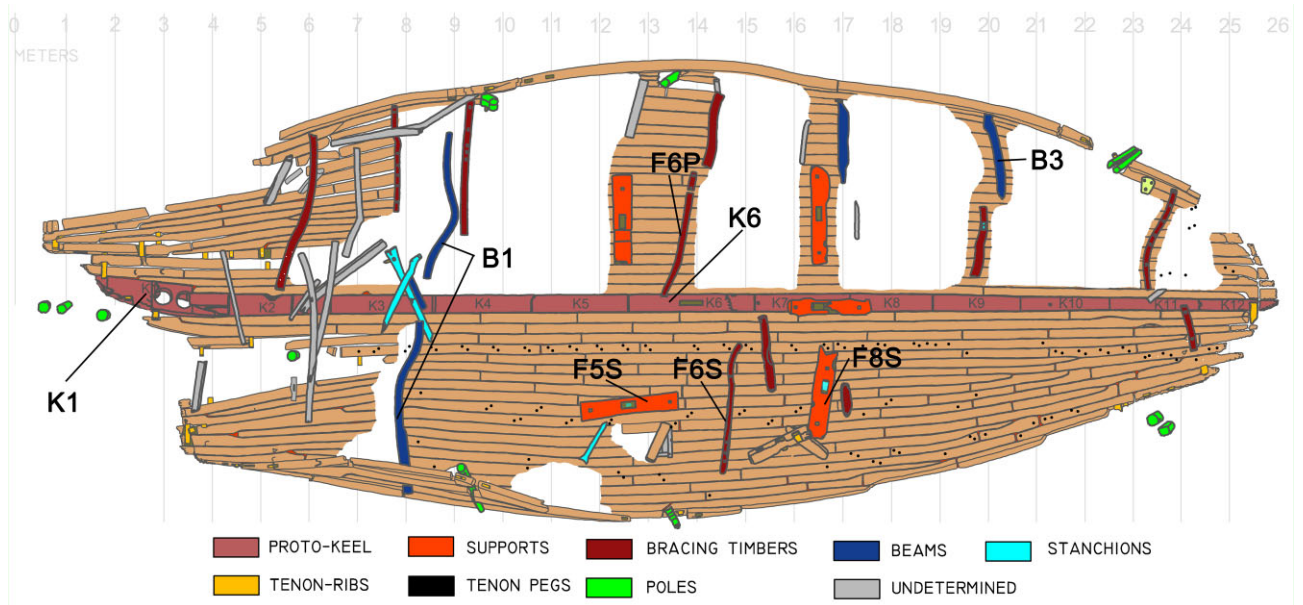 0 1 2 3 4 5 6 7 8 9 10 11 12 13 14 15 16 17 18 19 20 21 22 23 24 25 26
METERS
F6P
B3
K6
B1
K2 K3 K4 K5 K6 K7 K8 K9 K10 K11 K12
K1
F5S F6S F8S
PROTO-KEEL SUPPORTS BRACING TIMBERS BEAMS STANCHIONS
TENON-RIBS TENON PEGS POLES UNDETERMINED